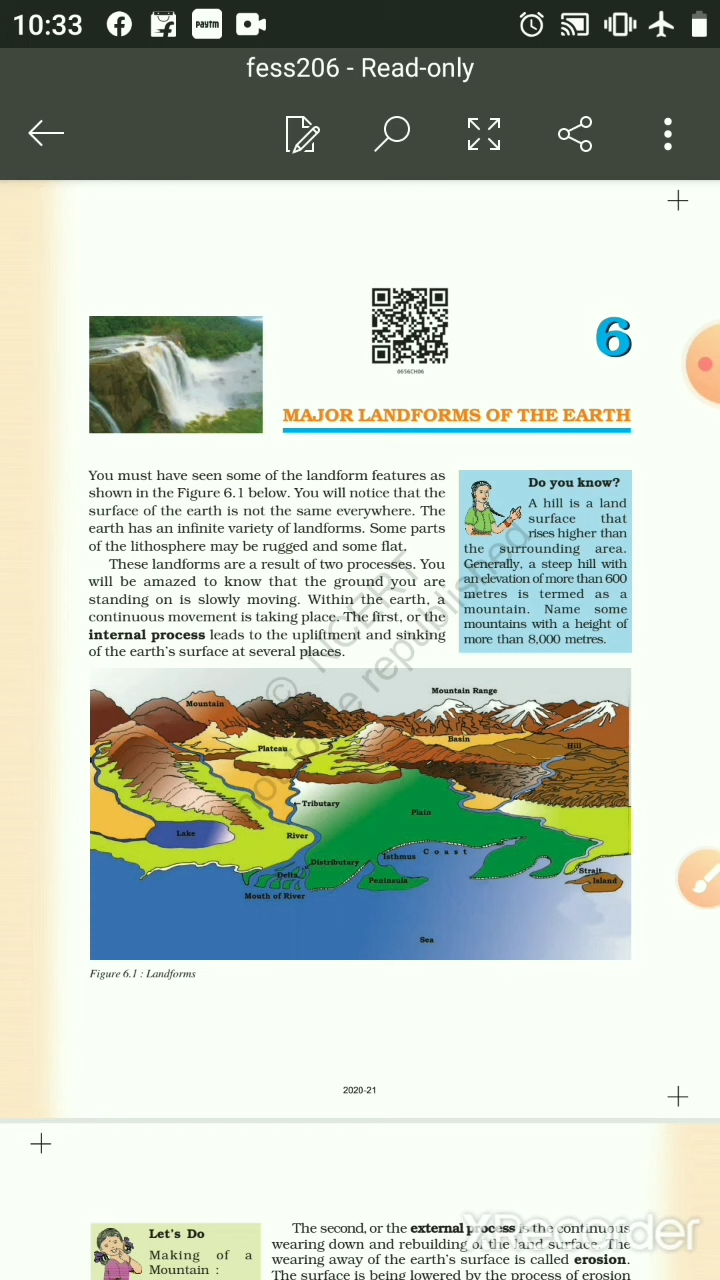 10:33
paytm
fess206 - Read-only
0656CH06
6
MAJOR LANDFORMS OF THE EARTH
You must have seen some of the landform features as
shown in the Figure 6.1 below. You will notice that the
surface of the earth is not the same everywhere. The
earth has an infinite variety of landforms. Some parts
of the lithosphere may be rugged and some flat.
These landforms are a result of two processes. You
will be amazed to know that the ground you are
standing on is slowly moving. Within the earth, a
continuous movement is taking place. The first, or the
internal process leads to the upliftment and sinking
of the earth's surface at several places.
Do you know?
A hill is a land
surface that
rises higher than
the surrounding area.
Generally, a steep hill with
an elevation of more than 600
metres is termed as a
mountain. Name some
mountains with a height of
more than 8,000 metres.
© NCERT
not to be republished
Mountain
Mountain Range
Plateau
Basin
Hill
Tributary
Plain
Lake
River
Distributary
Isthmus
Coast
Delta
Peninsula
Strait
Island
Mouth of River
Sea
Figure 6.1 : Landforms
2020-21
Let's Do
Making of a
Mountain :
The second, or the external process is the continuous
wearing down and rebuilding of the land surface. The
wearing away of the earth's surface is called erosion.
The surface is being lowered by the process of erosion
XRecorder